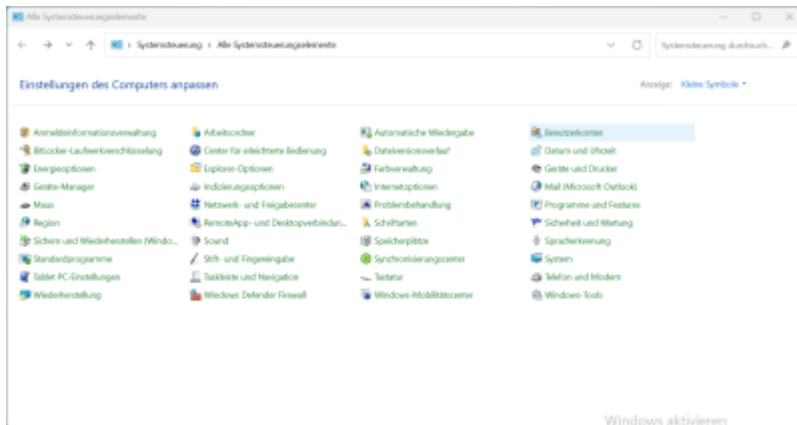 Alle Systemsteuerungselemente
Systemsteuerung › Alle Systemsteuerungselemente
Systemsteuerung durchsuch...
Einstellungen des Computers anpassen
Anzeige: Kleine Symbole
Anmeldeinformationsverwaltung
Arbeitsordner
Automatische Wiedergabe
Benutzerkonten
BitLocker-Laufwerkverschlüsselung
Center für erleichterte Bedienung
Dateiversionsverlauf
Datum und Uhrzeit
Energieoptionen
Explorer-Optionen
Farbverwaltung
Geräte und Drucker
Geräte-Manager
Indizierungsoptionen
Internetoptionen
Mail (Microsoft Outlook)
Maus
Netzwerk- und Freigabecenter
Problembehandlung
Programme und Features
Region
RemoteApp- und Desktopverbindun...
Schriftarten
Sicherheit und Wartung
Sichern und Wiederherstellen (Windo...
Sound
Speicherplätze
Spracherkennung
Standardprogramme
Stift- und Fingereingabe
Synchronisierungscenter
System
Tablet PC-Einstellungen
Taskleiste und Navigation
Tastatur
Telefon und Modem
Wiederherstellung
Windows Defender Firewall
Windows-Mobilitätscenter
Windows-Tools
Windows aktivieren